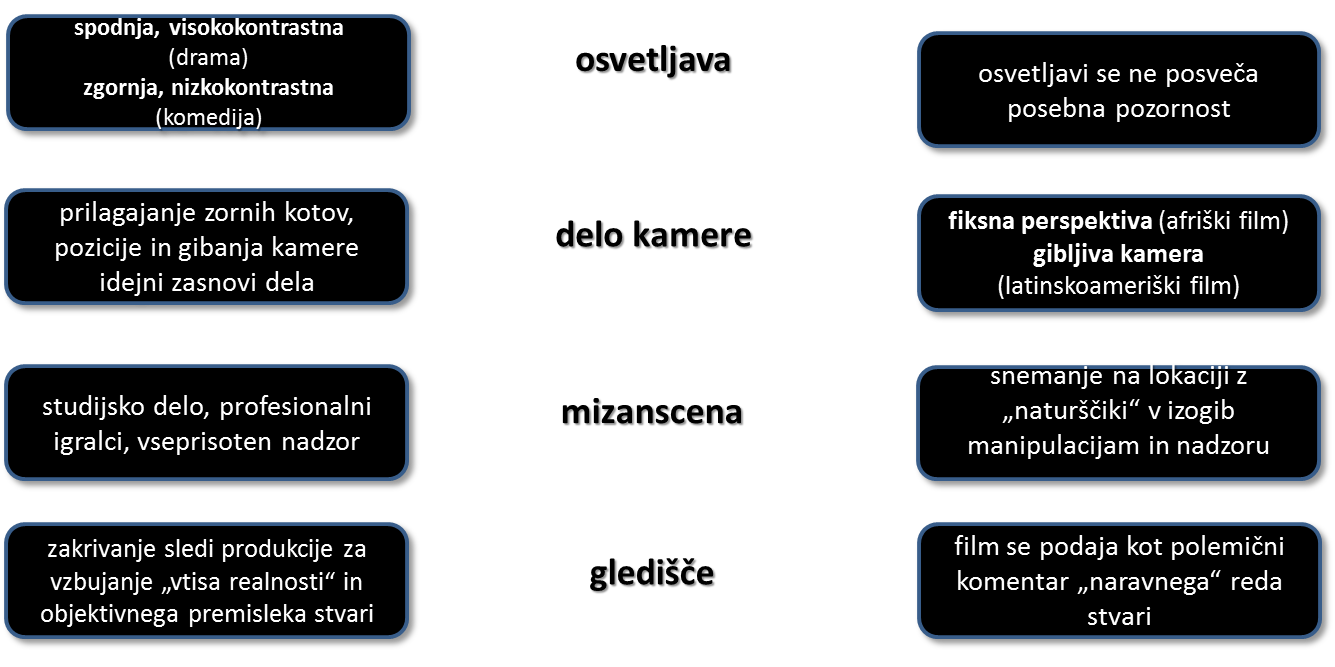 spodnja, visokokontrastna
(drama)
zgornja, nizkokontrastna
(komedija)
osvetljava
osvetljavi se ne posveča
posebna pozornost
prilagajanje zornih kotov,
pozicije in gibanja kamere
idejni zasnovi dela
delo kamere
fiksna perspektiva (afriški film)
gibljiva kamera
(latinskoameriški film)
studijsko delo, profesionalni
igralci, vseprisoten nadzor
mizanscena
snemanje na lokaciji z
„naturščiki“ v izogib
manipulacijam in nadzoru
zakrivanje sledi produkcije za
vzbujanje „vtisa realnosti“ in
objektivnega premisleka stvari
gledišče
film se podaja kot polemični
komentar „naravnega“ reda
stvari